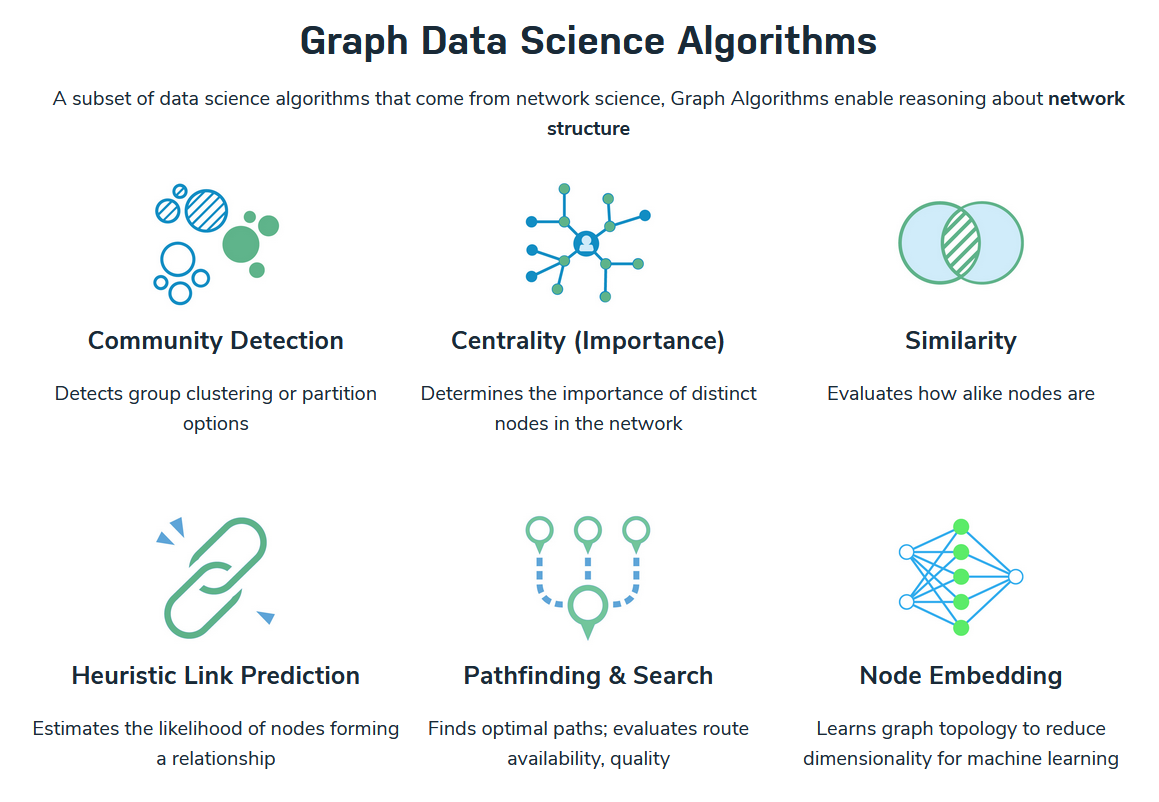 Graph Data Science Algorithms
A subset of data science algorithms that come from network science, Graph Algorithms enable reasoning about network
structure
Community Detection
Detects group clustering or partition
options
Centrality (Importance)
Determines the importance of distinct
nodes in the network
Similarity
Evaluates how alike nodes are
Heuristic Link Prediction
Estimates the likelihood of nodes forming
a relationship
Pathfinding & Search
Finds optimal paths; evaluates route
availability, quality
Node Embedding
Learns graph topology to reduce
dimensionality for machine learning